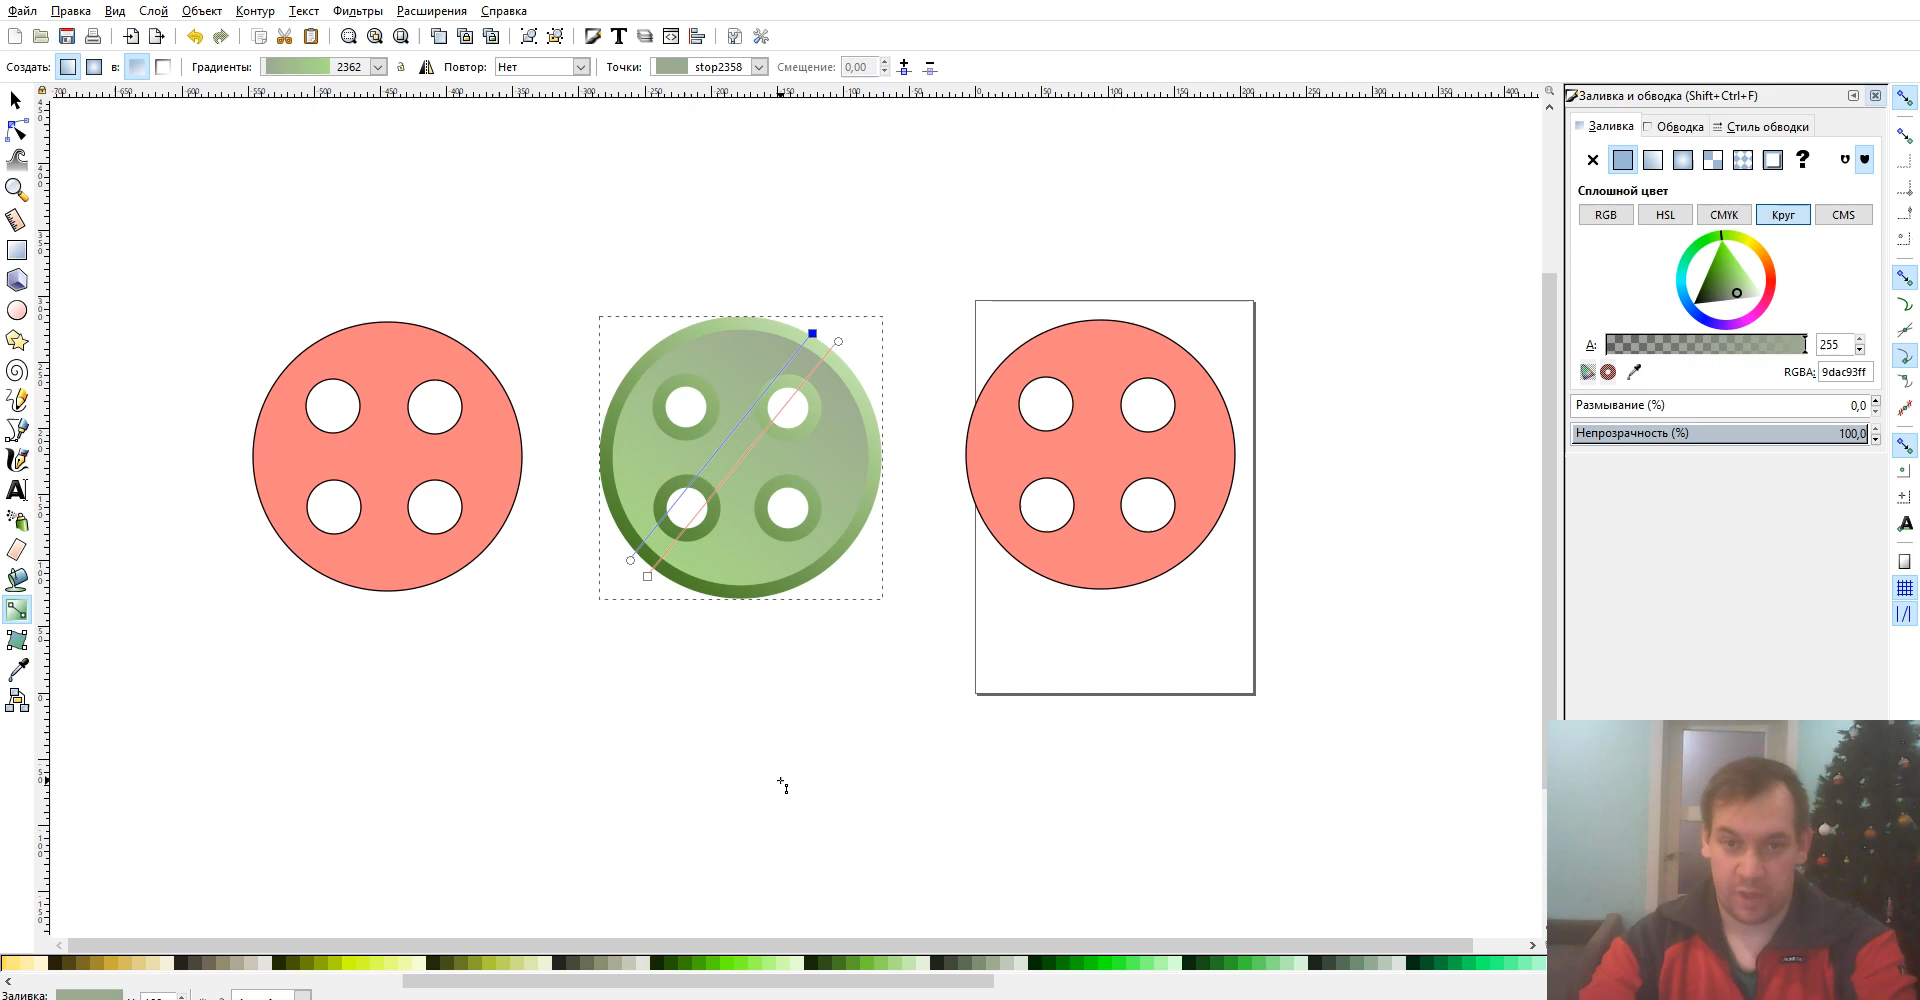 Файл Правка Вид Слой Объект Контур Текст Фильтры Расширения Справка
Создать: в: Градиенты: 2362 Повтор: Нет Точки: stop2358 Смещение: 0,00
Заливка и обводка (Shift+Ctrl+F)
Заливка Обводка Стиль обводки
Сплошной цвет
RGB HSL CMYK Круг CMS
A: 255
RGBA: 9dac93ff
Размывание (%) 0,0
Непрозрачность (%) 100,0
Заливка: